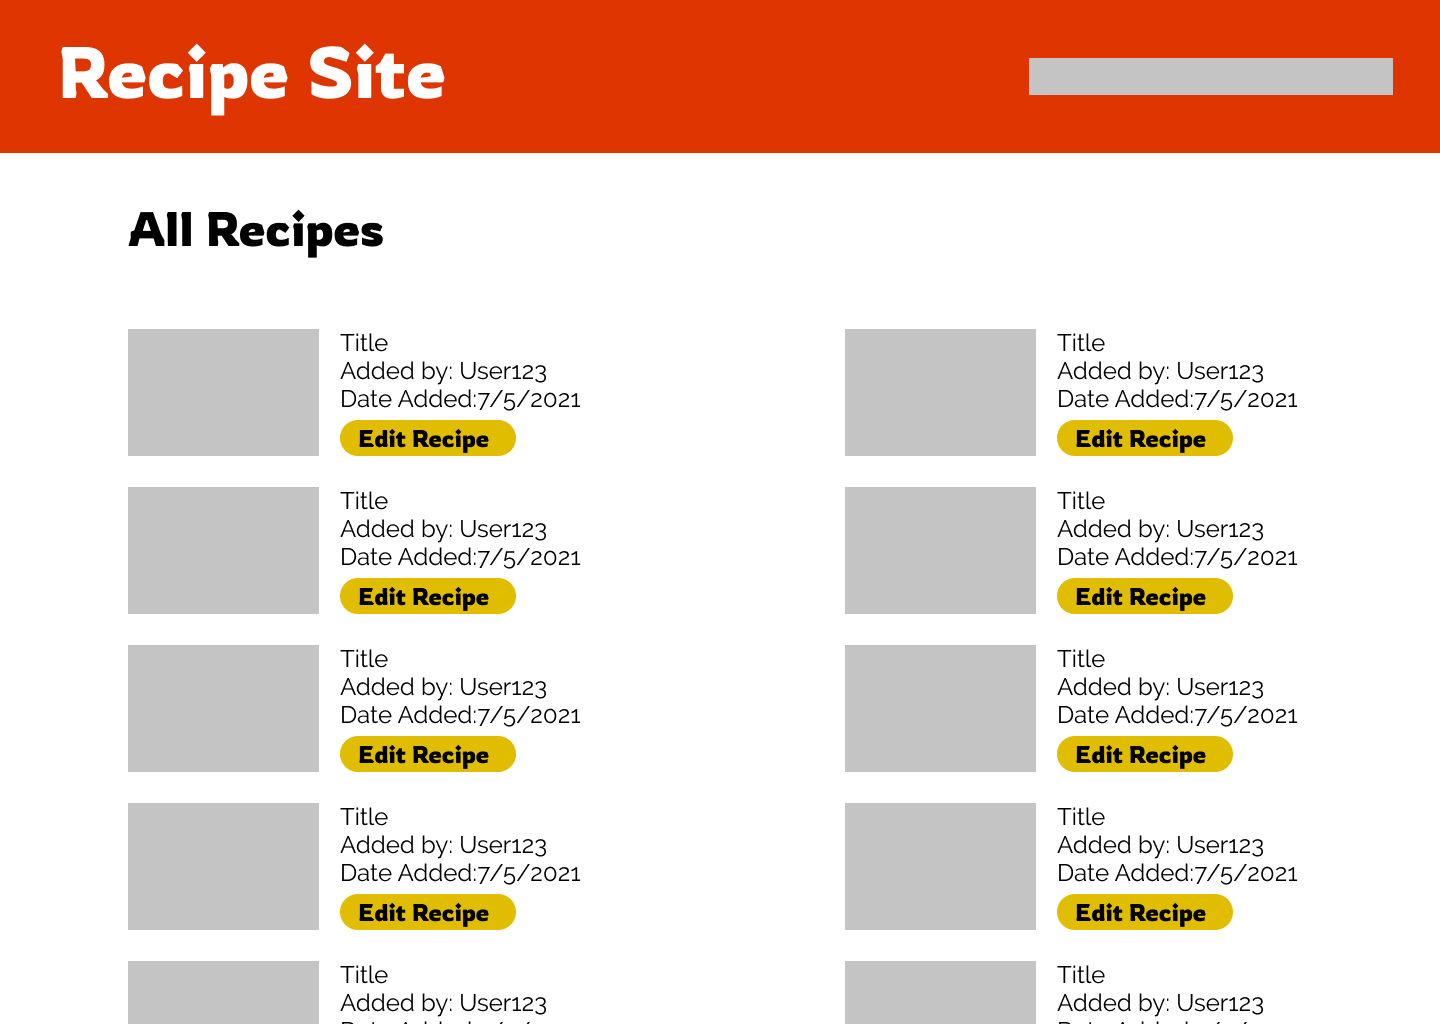 Recipe Site
All Recipes
Title
Added by: User123
Date Added:7/5/2021
Edit Recipe
Title
Added by: User123
Date Added:7/5/2021
Edit Recipe
Title
Added by: User123
Date Added:7/5/2021
Edit Recipe
Title
Added by: User123
Date Added:7/5/2021
Edit Recipe
Title
Added by: User123
Date Added:7/5/2021
Edit Recipe
Title
Added by: User123
Date Added:7/5/2021
Edit Recipe
Title
Added by: User123
Date Added:7/5/2021
Edit Recipe
Title
Added by: User123
Date Added:7/5/2021
Edit Recipe
Title
Added by: User123
Title
Added by: User123